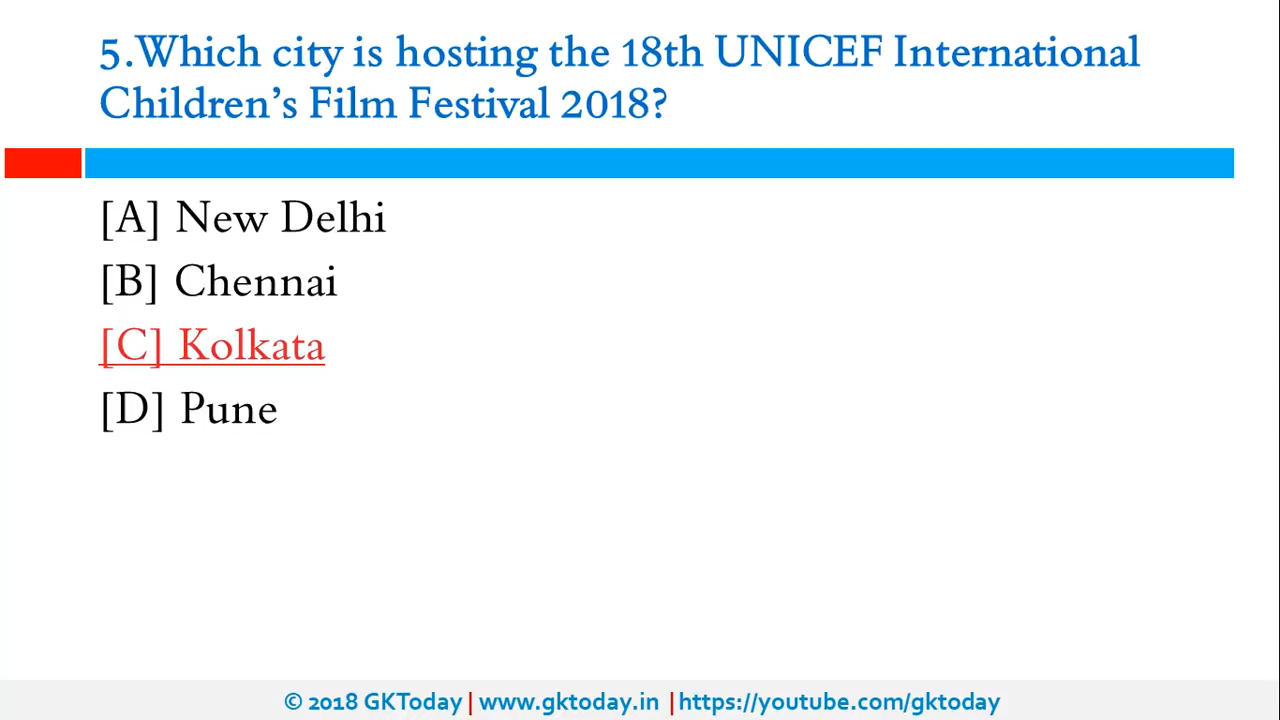 5.Which city is hosting the 18th UNICEF International
Children’s Film Festival 2018?
[A] New Delhi
[B] Chennai
[C] Kolkata
[D] Pune
© 2018 GKToday | www.gktoday.in | https://youtube.com/gktoday